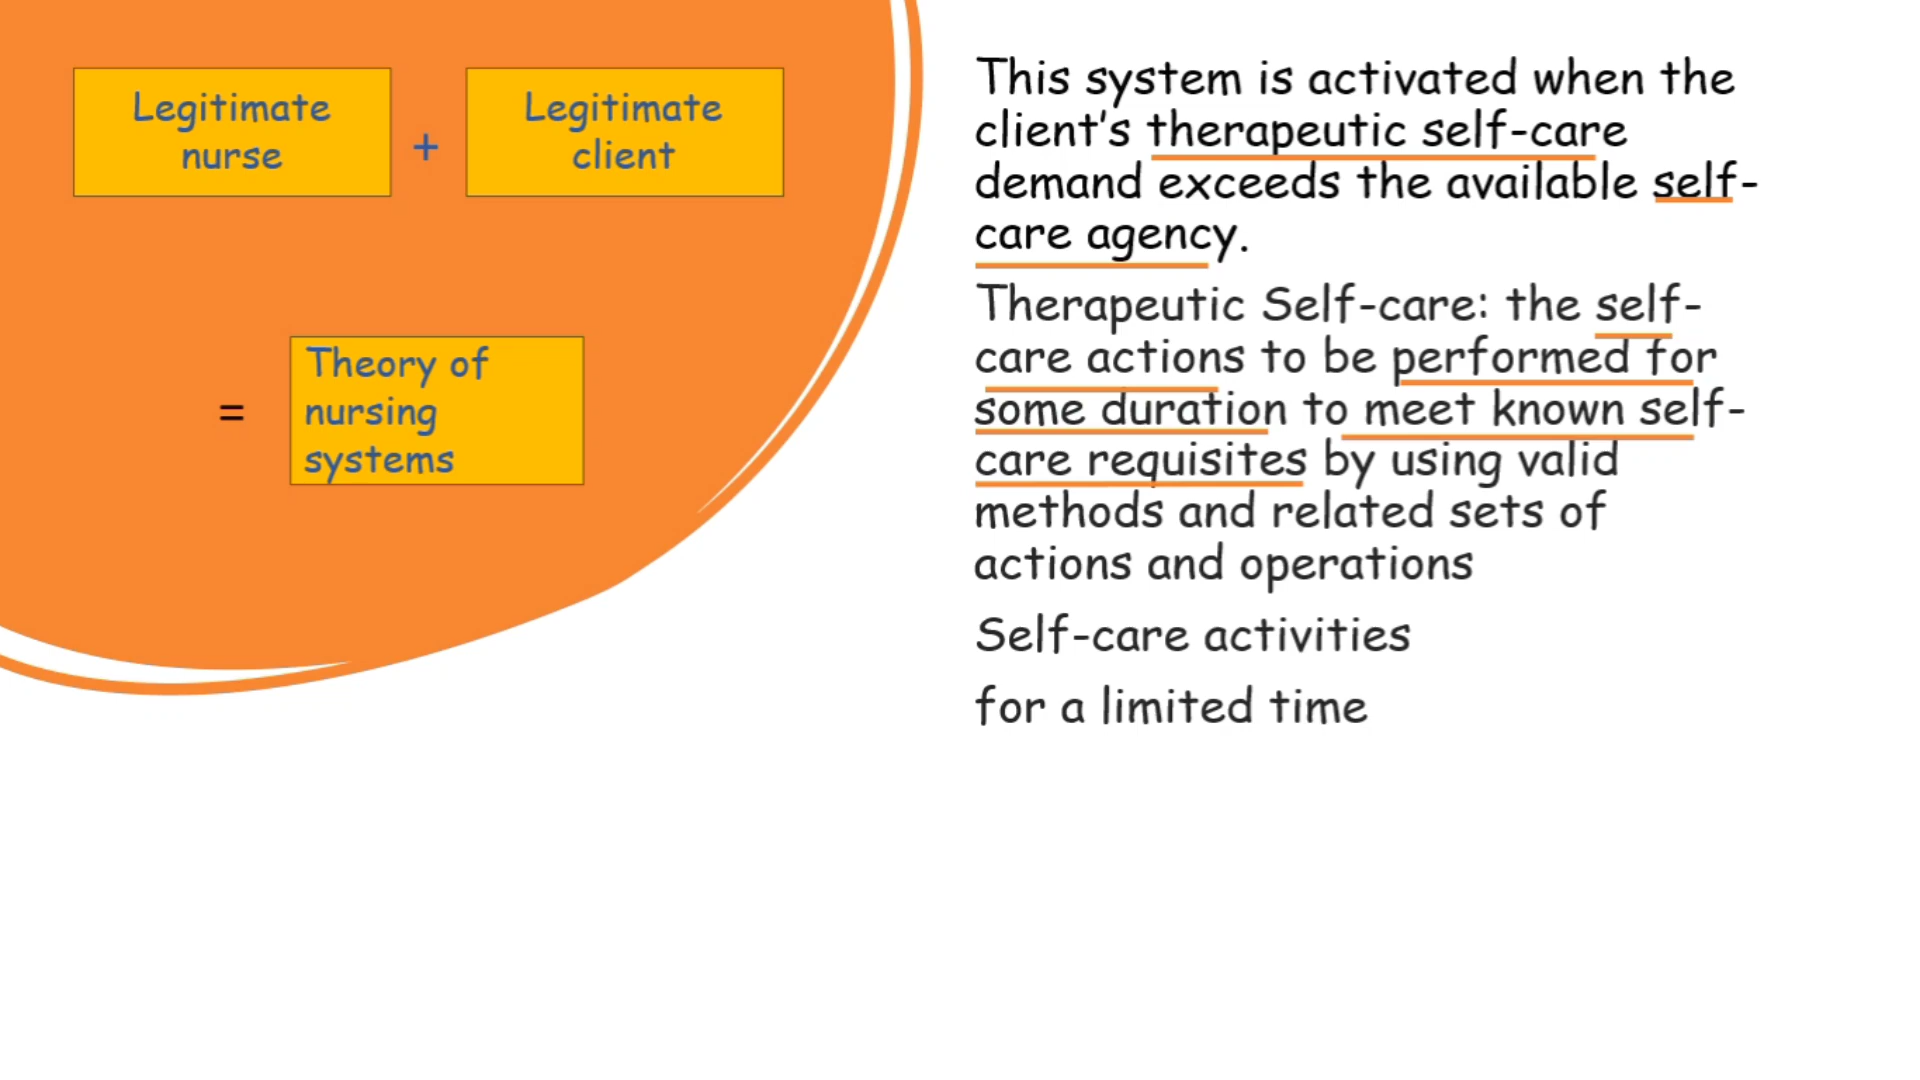 Legitimate
nurse
+
Legitimate
client
=
Theory of
nursing
systems
This system is activated when the
client's therapeutic self-care
demand exceeds the available self-
care agency.
Therapeutic Self-care: the self-
care actions to be performed for
some duration to meet known self-
care requisites by using valid
methods and related sets of
actions and operations
Self-care activities
for a limited time